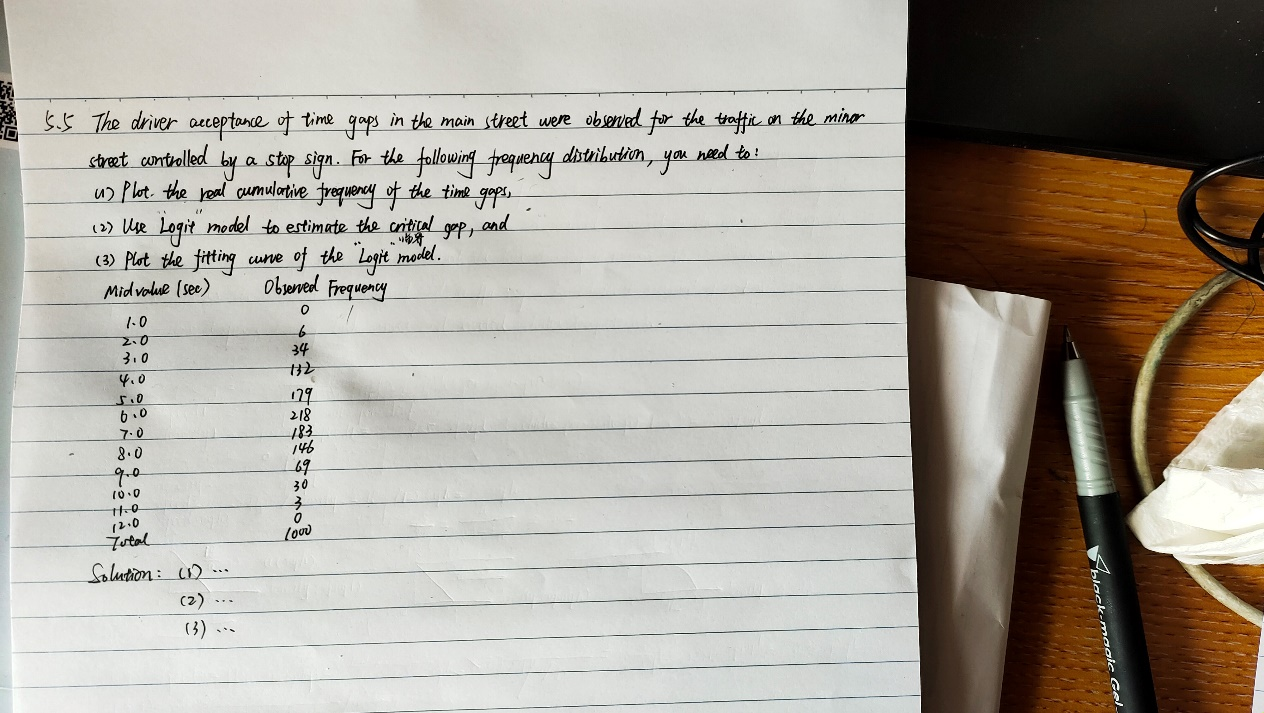 5.5 The driver acceptance of time gaps in the main street were observed for the traffic on the minor
street controlled by a stop sign. For the following frequency distribution, you need to:
(1) Plot the real cumulative frequency of the time gaps,
(2) Use "Logit" model to estimate the critical gap, and
临界
(3) Plot the fitting curve of the "Logit" model.
Mid value (sec) Observed Frequency
1.0 0
2.0 6
3.0 34
4.0 132
5.0 179
6.0 218
7.0 183
8.0 146
9.0 69
10.0 30
11.0 3
12.0 0
Total 1000
Solution: (1) ...
(2) ...
(3) ...
black-magic Gel-